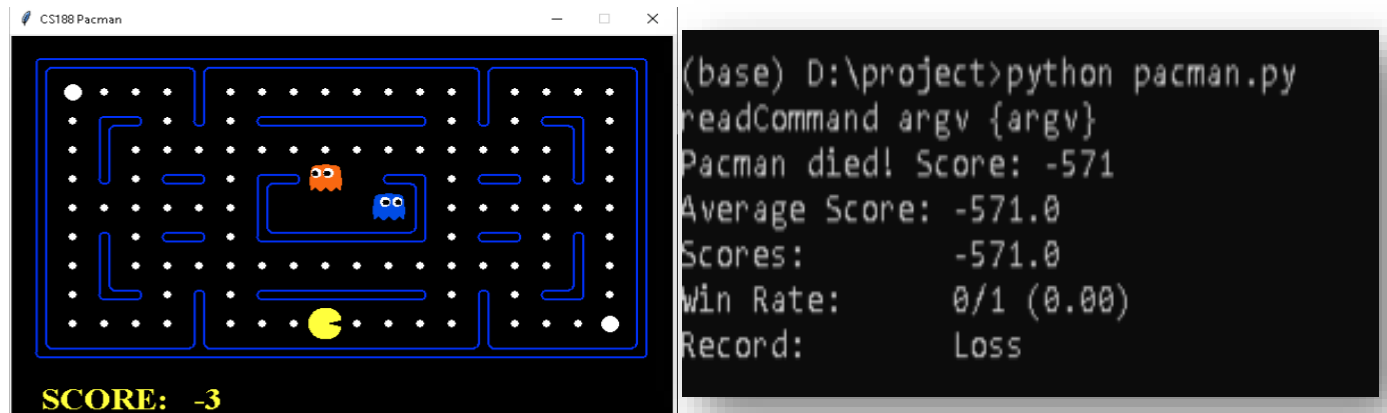 CS188 Pacman
SCORE: -3
(base) D:\project>python pacman.py
readCommand argv {argv}
Pacman died! Score: -571
Average Score: -571.0
Scores:        -571.0
Win Rate:      0/1 (0.00)
Record:        Loss